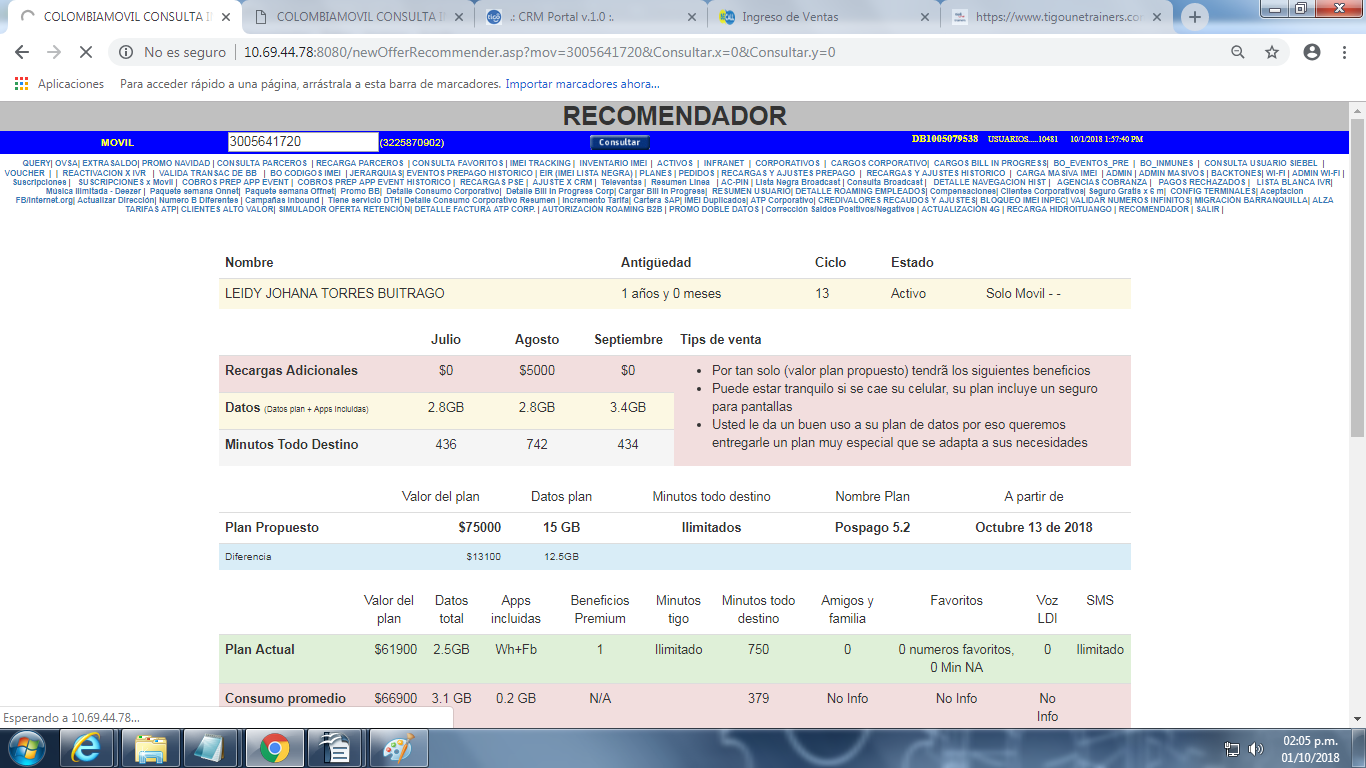 COLOMBIAMOVIL CONSULTA I
COLOMBIAMOVIL CONSULTA I
.: CRM Portal v.1.0 :.
Ingreso de Ventas
https://www.tigounetrainers.co
No es seguro | 10.69.44.78:8080/newOfferRecommender.asp?mov=3005641720&Consultar.x=0&Consultar.y=0
Aplicaciones Para acceder rápido a una página, arrástrala a esta barra de marcadores. Importar marcadores ahora...
RECOMENDADOR
MOVIL 3005641720 (3225870902) Consultar DB1005079538 USUARIOS.....10481 10/1/2018 1:57:40 PM
QUERY| OVSA| EXTRASALDO| PROMO NAVIDAD | CONSULTA PARCEROS | RECARGA PARCEROS | CONSULTA FAVORITOS | IMEI TRACKING | INVENTARIO IMEI | ACTIVOS | INFRANET | CORPORATIVOS | CARGOS CORPORATIVO| CARGOS BILL IN PROGRESS| BO_EVENTOS_PRE | BO_INMUNES | CONSULTA USUARIO SIEBEL |
VOUCHER | | REACTIVACION X IVR | VALIDA TRANSAC DE BB | BO CODIGOS IMEI | JERARQUIAS| EVENTOS PREPAGO HISTORICO | EIR (IMEI LISTA NEGRA) | PLANES | PEDIDOS | RECARGAS Y AJUSTES PREPAGO | RECARGAS Y AJUSTES HISTORICO | CARGA MASIVA IMEI | ADMIN | ADMIN MASIVOS | BACKTONES| WI-FI | ADMIN WI-FI |
Suscripciones | SUSCRIPCIONES x Movil | COBROS PREP APP EVENT | COBROS PREP APP EVENT HISTORICO | RECARGAS PSE | AJUSTE X CRM | Televentas | Resumen Linea | AC-PIN | Lista Negra Broadcast | Consulta Broadcast | DETALLE NAVEGACION HIST | AGENCIAS COBRANZA | PAGOS RECHAZADOS | LISTA BLANCA IVR|
Música Ilimitada - Deezer | Paquete semana Onnet| Paquete semana Offnet| Promo BB| Detalle Consumo Corporativo| Detalle Bill In Progress Corp| Cargar Bill In Progress| RESUMEN USUARIO| DETALLE ROAMING EMPLEADOS| Compensaciones| Clientes Corporativos| Seguro Gratis x 6 m| CONFIG TERMINALES| Aceptacion
FB/Internet.org| Actualizar Dirección| Numero B Diferentes | Campañas Inbound | Tiene servicio DTH| Detalle Consumo Corporativo Resumen | Incremento Tarifa| Cartera SAP| IMEI Duplicados| ATP Corporativo| CREDIVALORES RECAUDOS Y AJUSTES| BLOQUEO IMEI INPEC| VALIDAR NUMEROS INFINITOS| MIGRACIÓN BARRANQUILLA| ALZA
TARIFAS ATP| CLIENTES ALTO VALOR| SIMULADOR OFERTA RETENCIÓN| DETALLE FACTURA ATP CORP. | AUTORIZACIÓN ROAMING B2B | PROMO DOBLE DATOS | Corrección Saldos Positivos/Negativos | ACTUALIZACIÓN 4G | RECARGA HIDROITUANGO | RECOMENDADOR | SALIR |
Nombre Antigüedad Ciclo Estado
LEIDY JOHANA TORRES BUITRAGO 1 años y 0 meses 13 Activo Solo Movil - -
Julio Agosto Septiembre Tips de venta
Recargas Adicionales $0 $5000 $0
Datos (Datos plan + Apps Incluidas) 2.8GB 2.8GB 3.4GB
Minutos Todo Destino 436 742 434
• Por tan solo (valor plan propuesto) tendrã los siguientes beneficios
• Puede estar tranquilo si se cae su celular, su plan incluye un seguro
para pantallas
• Usted le da un buen uso a su plan de datos por eso queremos
entregarle un plan muy especial que se adapta a sus necesidades
Valor del plan Datos plan Minutos todo destino Nombre Plan A partir de
Plan Propuesto $75000 15 GB Ilimitados Pospago 5.2 Octubre 13 de 2018
Diferencia $13100 12.5GB
Valor del plan Datos total Apps incluidas Beneficios Premium Minutos tigo Minutos todo destino Amigos y familia Favoritos Voz LDI SMS
Plan Actual $61900 2.5GB Wh+Fb 1 Ilimitado 750 0 0 numeros favoritos, 0 Min NA 0 Ilimitado
Consumo promedio $66900 3.1 GB 0.2 GB N/A 379 No Info No Info No Info
Esperando a 10.69.44.78...
02:05 p.m.
01/10/2018